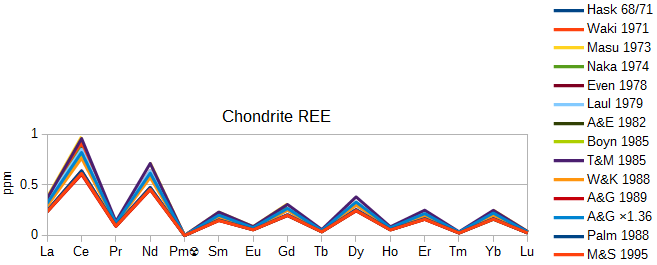 Chondrite REE
1
0.5
0
ppm
La Ce Pr Nd Pm☢ Sm Eu Gd Tb Dy Ho Er Tm Yb Lu
Hask 68/71
Waki 1971
Masu 1973
Naka 1974
Even 1978
Laul 1979
A&E 1982
Boyn 1985
T&M 1985
W&K 1988
A&G 1989
A&G ×1.36
Palm 1988
M&S 1995